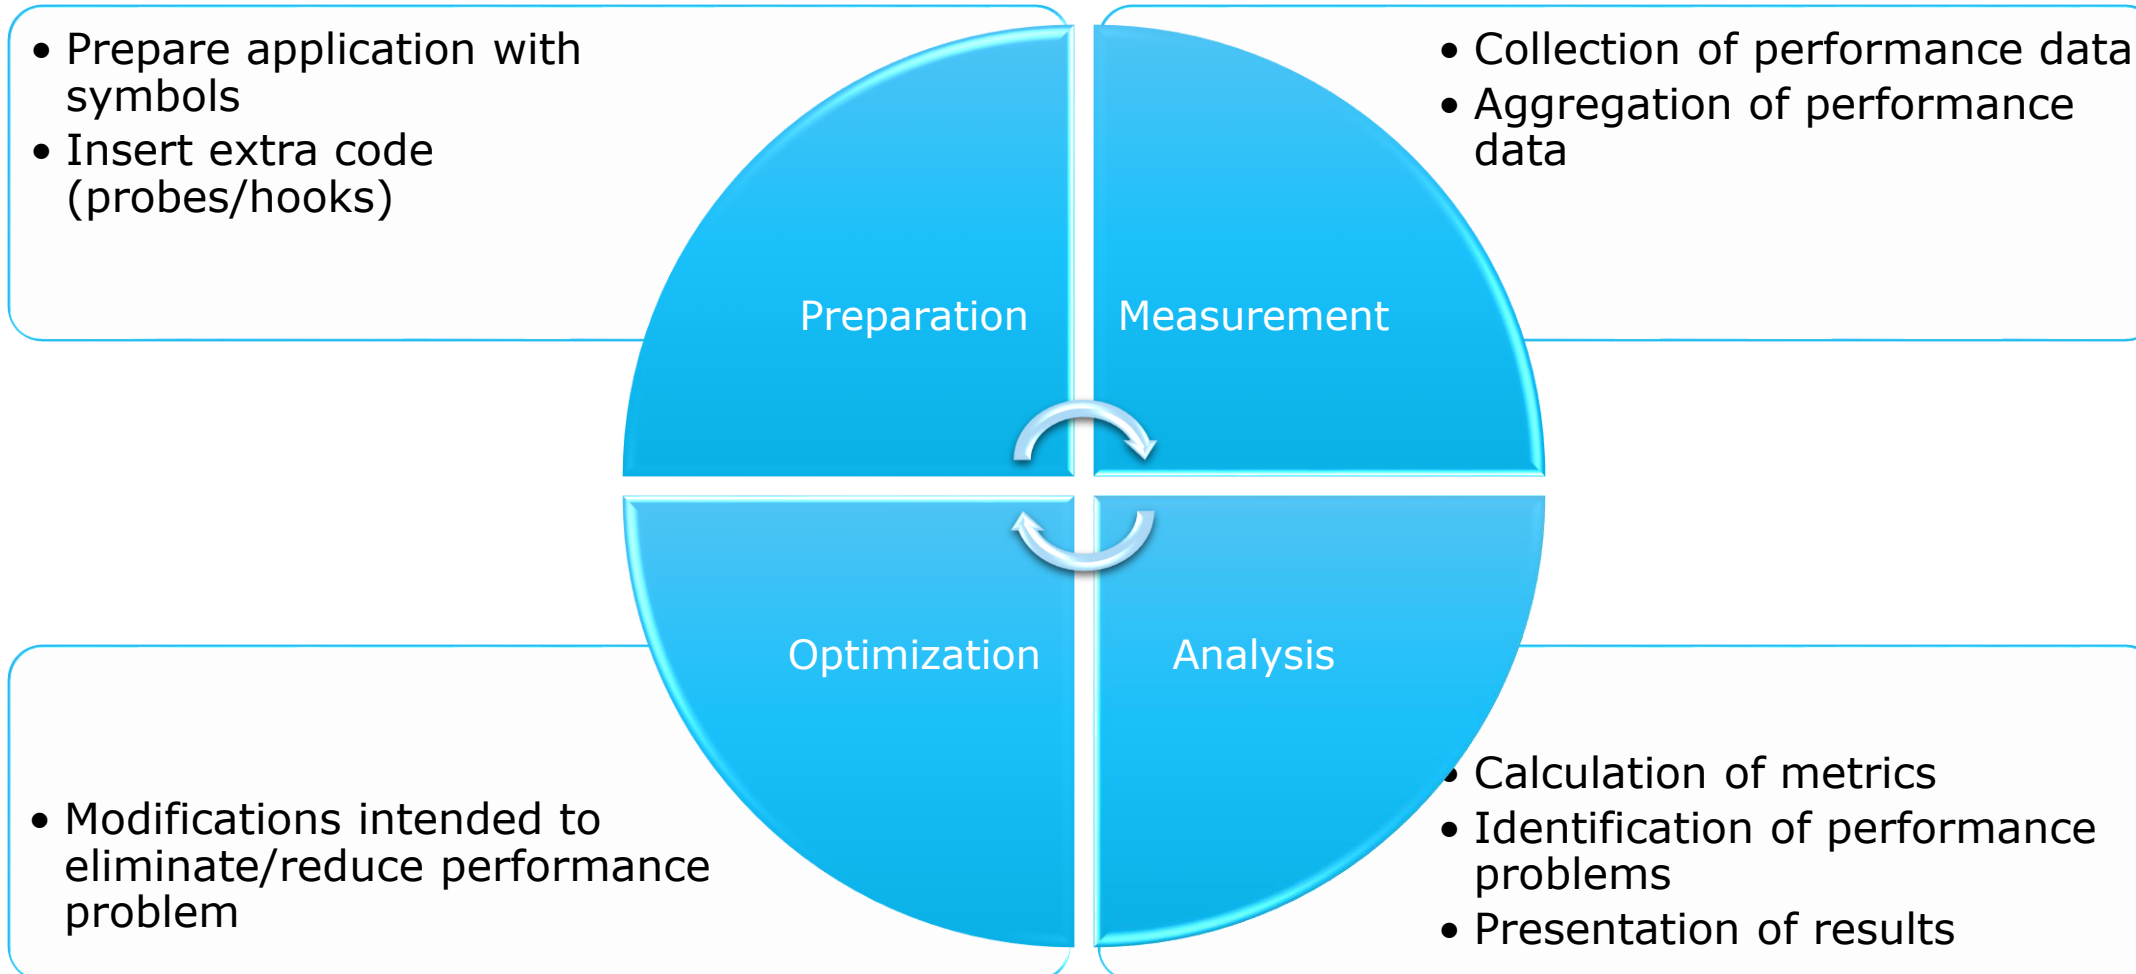 • Prepare application with
symbols
• Insert extra code
(probes/hooks)
• Collection of performance data
• Aggregation of performance
data
Preparation
Measurement
Optimization
Analysis
• Modifications intended to
eliminate/reduce performance
problem
• Calculation of metrics
• Identification of performance
problems
• Presentation of results